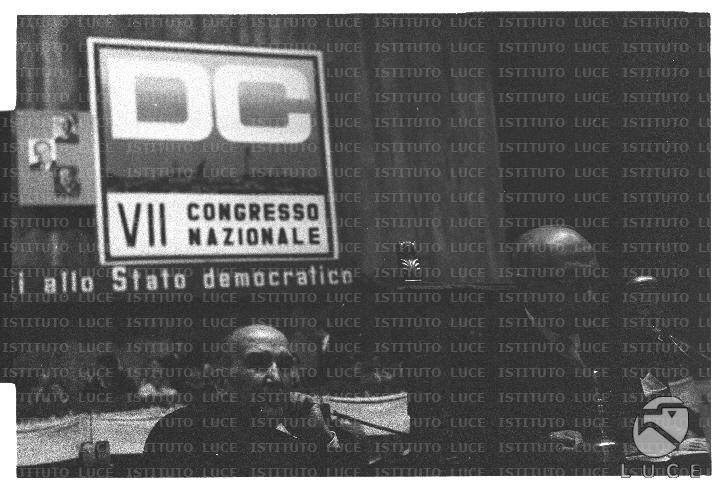 DC
VII CONGRESSO
NAZIONALE
i allo Stato democratico
ISTITUTO LUCE
LUCE